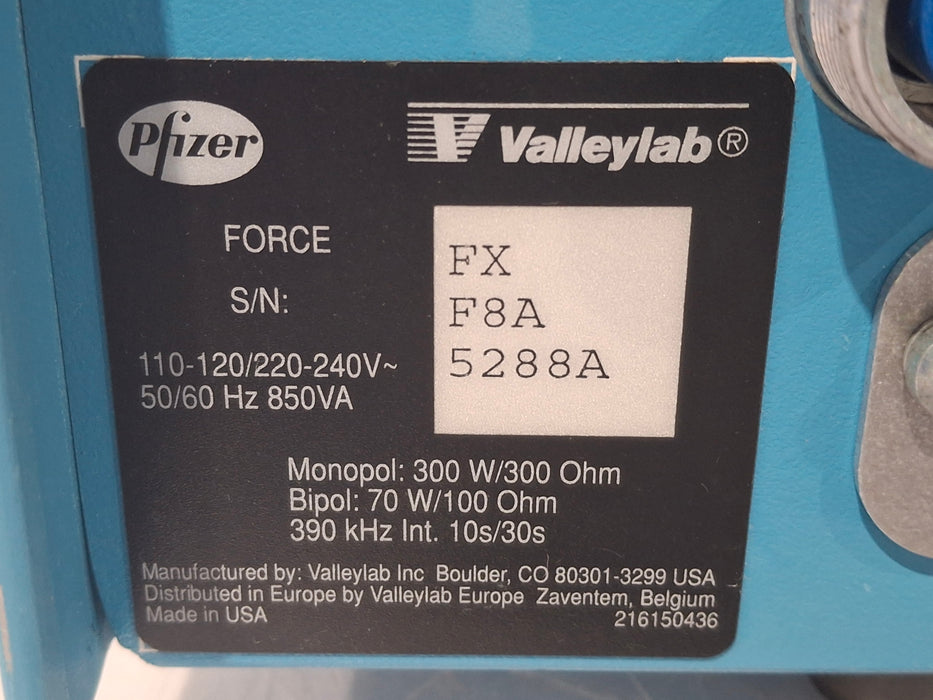 Pfizer
Valleylab®
FORCE
FX
S/N:
F8A
5288A
110-120/220-240V~
50/60 Hz 850VA
Monopol: 300 W/300 Ohm
Bipol: 70 W/100 Ohm
390 kHz Int. 10s/30s
Manufactured by: Valleylab Inc Boulder, CO 80301-3299 USA
Distributed in Europe by Valleylab Europe Zaventem, Belgium
Made in USA
216150436